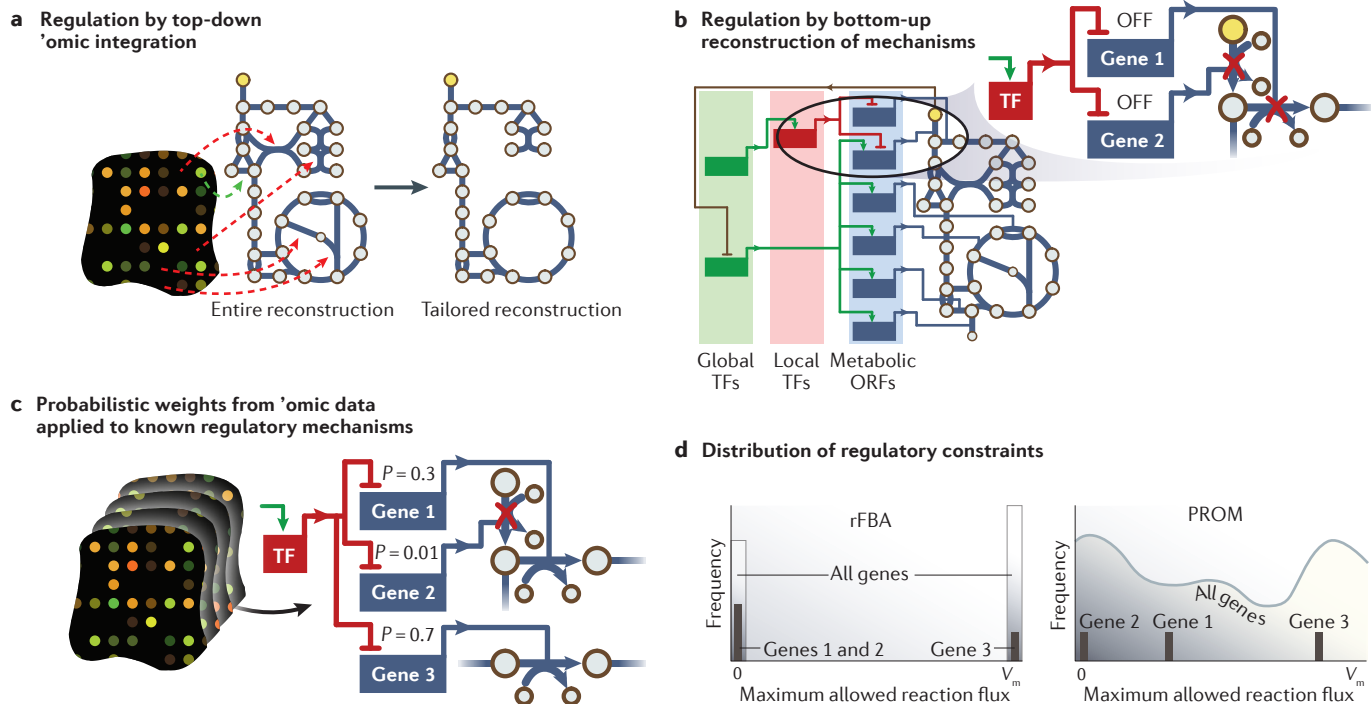 a Regulation by top-down
’omic integration
Entire reconstruction
Tailored reconstruction
b Regulation by bottom-up
reconstruction of mechanisms
OFF
Gene 1
TF
OFF
Gene 2
Global
TFs
Local
TFs
Metabolic
ORFs
c Probabilistic weights from ’omic data
applied to known regulatory mechanisms
P = 0.3
Gene 1
TF
P = 0.01
Gene 2
P = 0.7
Gene 3
d Distribution of regulatory constraints
rFBA
Frequency
All genes
Genes 1 and 2
Gene 3
0
Vm
Maximum allowed reaction flux
PROM
Frequency
All genes
Gene 2
Gene 1
Gene 3
0
Vm
Maximum allowed reaction flux